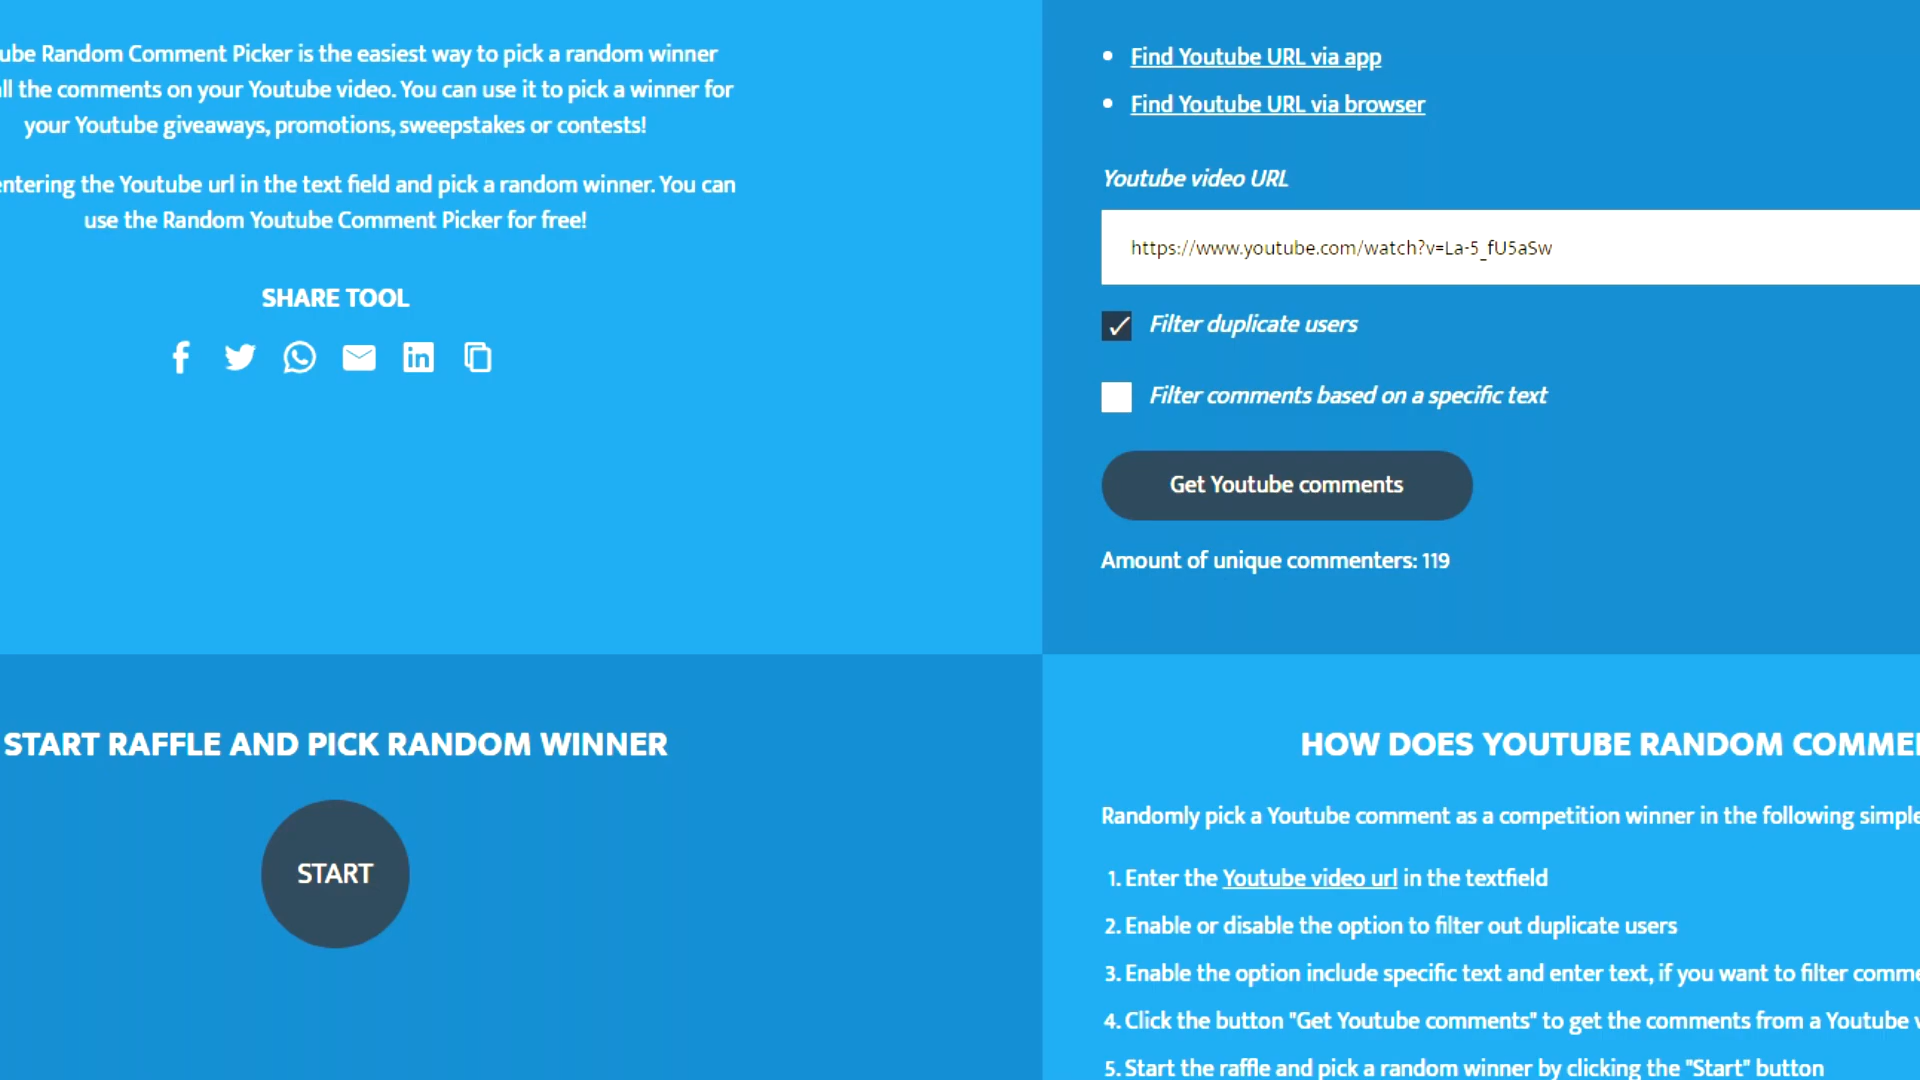 ube Random Comment Picker is the easiest way to pick a random winner
ll the comments on your Youtube video. You can use it to pick a winner for
your Youtube giveaways, promotions, sweepstakes or contests!
entering the Youtube url in the text field and pick a random winner. You can
use the Random Youtube Comment Picker for free!
SHARE TOOL
START RAFFLE AND PICK RANDOM WINNER
START
• Find Youtube URL via app
• Find Youtube URL via browser
Youtube video URL
https://www.youtube.com/watch?v=La-5_fU5aSw
Filter duplicate users
Filter comments based on a specific text
Get Youtube comments
Amount of unique commenters: 119
HOW DOES YOUTUBE RANDOM COMME
Randomly pick a Youtube comment as a competition winner in the following simple
1. Enter the Youtube video url in the textfield
2. Enable or disable the option to filter out duplicate users
3. Enable the option include specific text and enter text, if you want to filter comme
4. Click the button "Get Youtube comments" to get the comments from a Youtube v
5. Start the raffle and pick a random winner by clicking the "Start" button